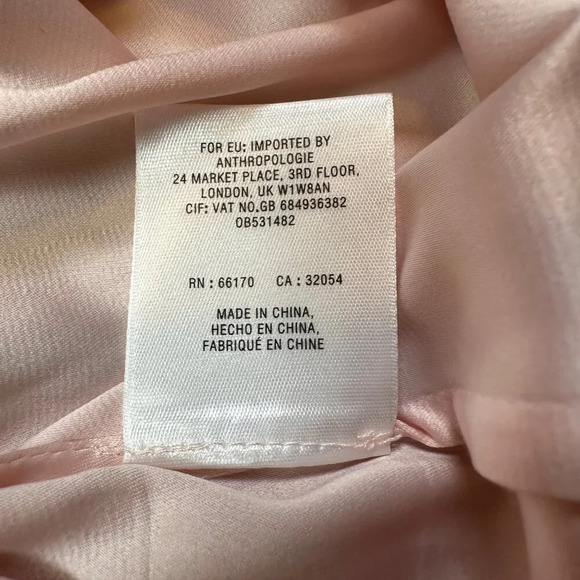 FOR EU; IMPORTED BY
ANTHROPOLOGIE
24 MARKET PLACE, 3RD FLOOR,
LONDON, UK W1W8AN
CIF: VAT NO.GB 684936382
OB531482
RN : 66170 CA : 32054
MADE IN CHINA,
HECHO EN CHINA,
FABRIQUÉ EN CHINE